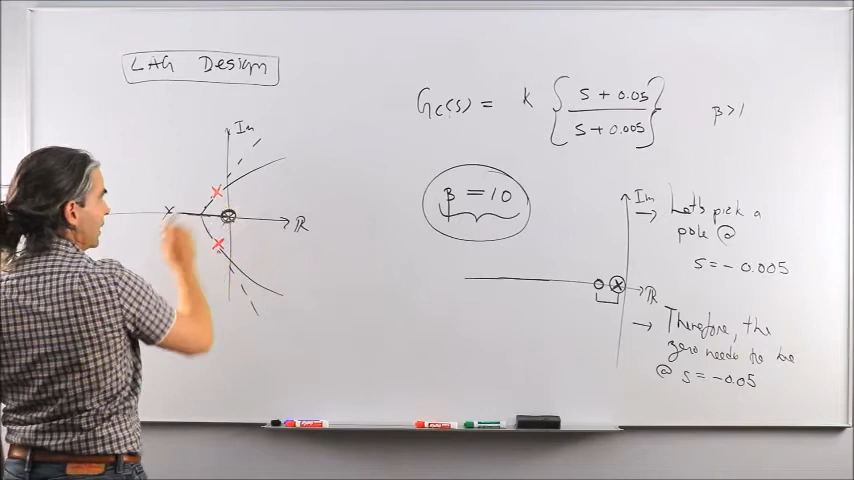 LAG Design
Gc(s) = K { s + 0.05 / s + 0.005 } β>1
β = 10
Im
ℝ
Im
ℝ
→ Let's pick a
pole @
s = - 0.005
→ Therefore, the
zero needs to be
@ s = - 0.05